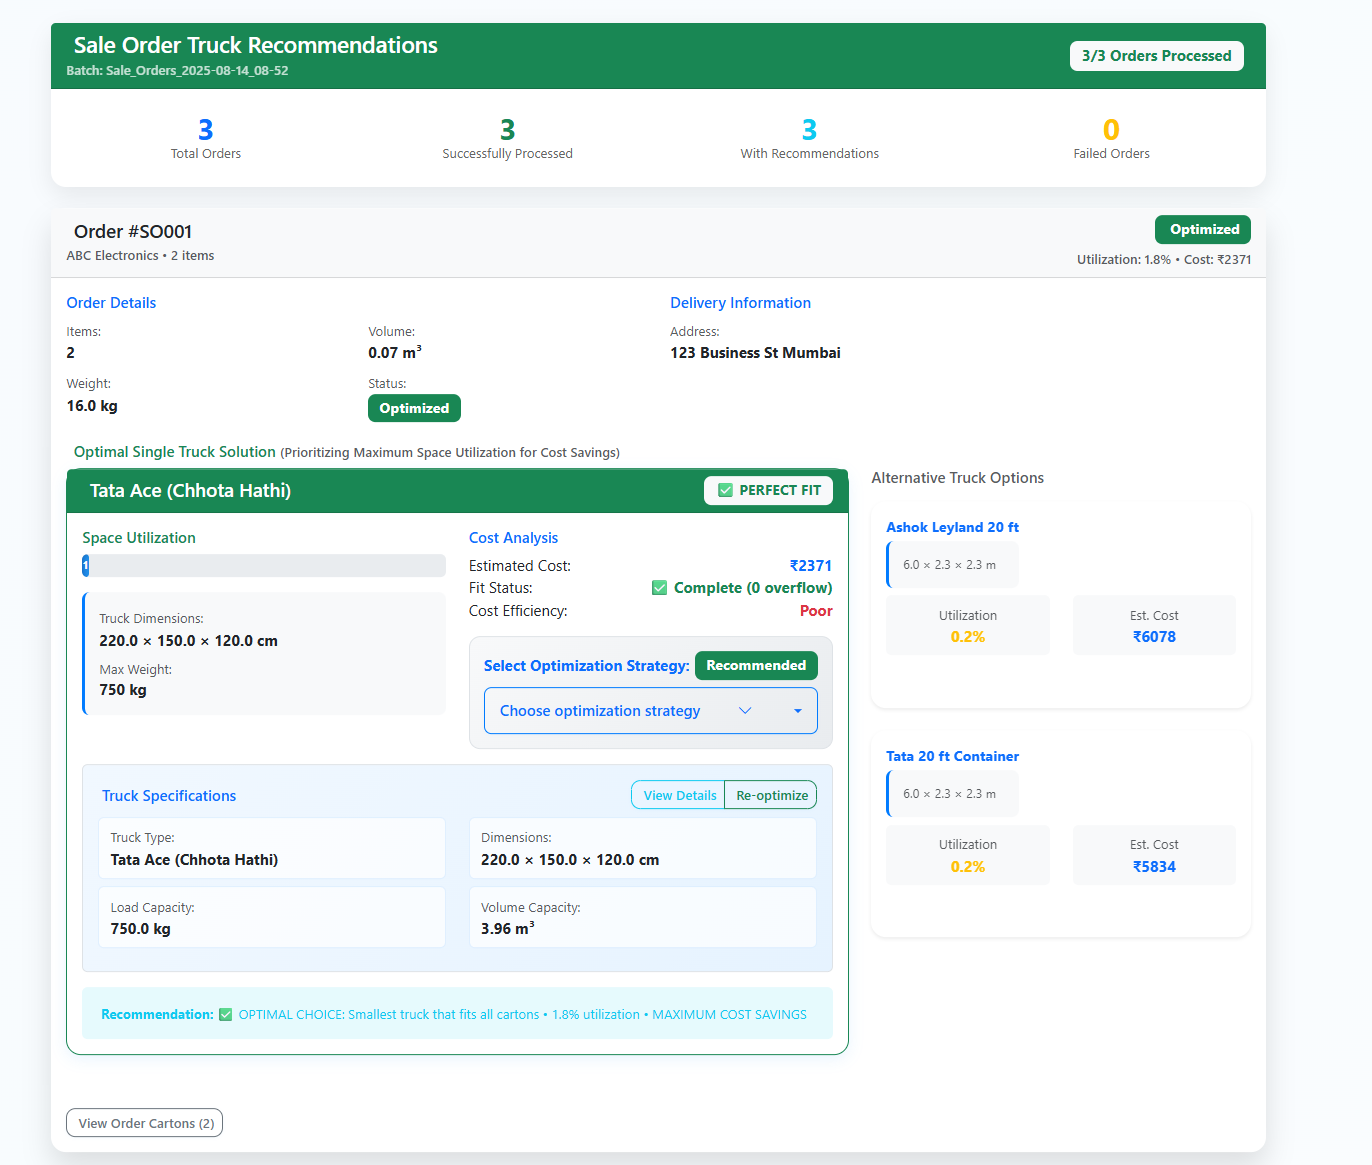 Sale Order Truck Recommendations
Batch: Sale_Orders_2025-08-14_08-52
3/3 Orders Processed
3
Total Orders
3
Successfully Processed
3
With Recommendations
0
Failed Orders
Order #SO001
ABC Electronics • 2 items
Optimized
Utilization: 1.8% • Cost: ₹2371
Order Details
Items:
2
Volume:
0.07 m³
Weight:
16.0 kg
Status:
Optimized
Delivery Information
Address:
123 Business St Mumbai
Optimal Single Truck Solution (Prioritizing Maximum Space Utilization for Cost Savings)
Tata Ace (Chhota Hathi)
✅ PERFECT FIT
Space Utilization
1
Truck Dimensions:
220.0 × 150.0 × 120.0 cm
Max Weight:
750 kg
Cost Analysis
Estimated Cost: ₹2371
Fit Status: ✅ Complete (0 overflow)
Cost Efficiency: Poor
Select Optimization Strategy: Recommended
Choose optimization strategy
Truck Specifications
View Details
Re-optimize
Truck Type:
Tata Ace (Chhota Hathi)
Dimensions:
220.0 × 150.0 × 120.0 cm
Load Capacity:
750.0 kg
Volume Capacity:
3.96 m³
Recommendation: ✅ OPTIMAL CHOICE: Smallest truck that fits all cartons • 1.8% utilization • MAXIMUM COST SAVINGS
Alternative Truck Options
Ashok Leyland 20 ft
6.0 × 2.3 × 2.3 m
Utilization
0.2%
Est. Cost
₹6078
Tata 20 ft Container
6.0 × 2.3 × 2.3 m
Utilization
0.2%
Est. Cost
₹5834
View Order Cartons (2)